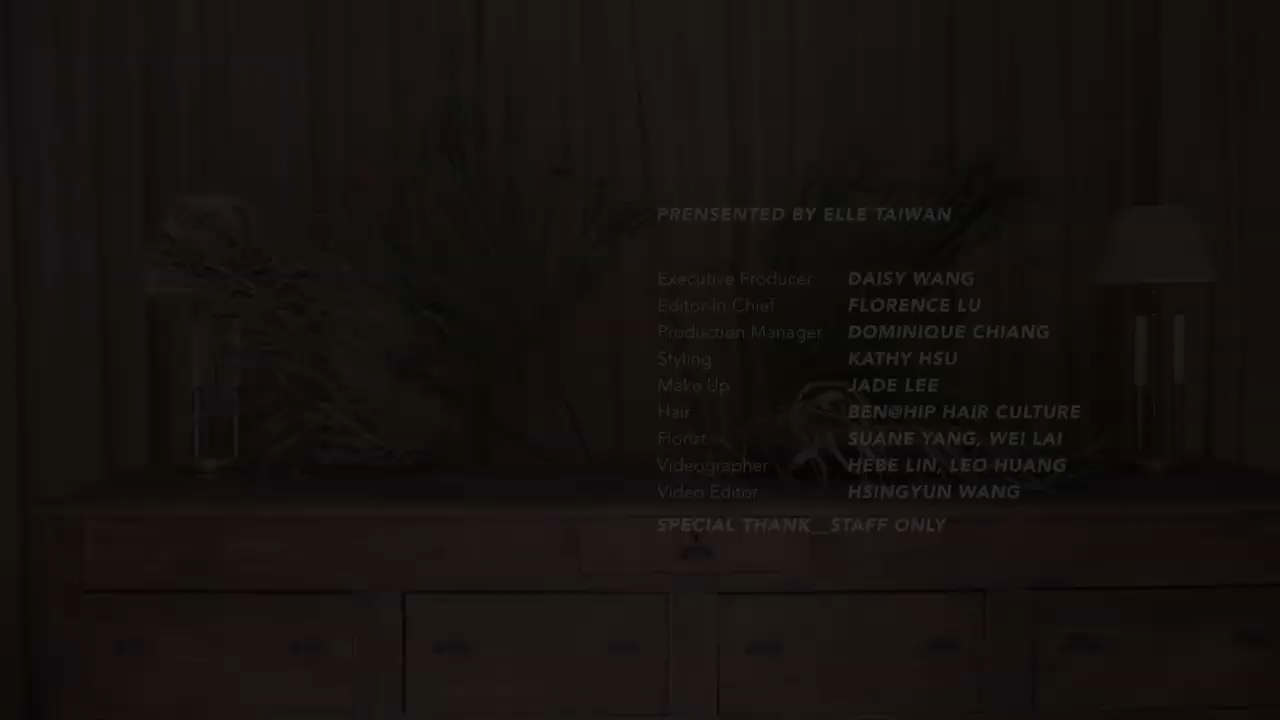 PRENSENTED BY ELLE TAIWAN
Executive Producer DAISY WANG
Editor-In Chief FLORENCE LU
Production Manager DOMINIQUE CHIANG
Styling KATHY HSU
Make Up JADE LEE
Hair BEN@HIP HAIR CULTURE
Florist SUANE YANG, WEI LAI
Videographer HEBE LIN, LEO HUANG
Video Editor HSINGYUN WANG
SPECIAL THANK__STAFF ONLY